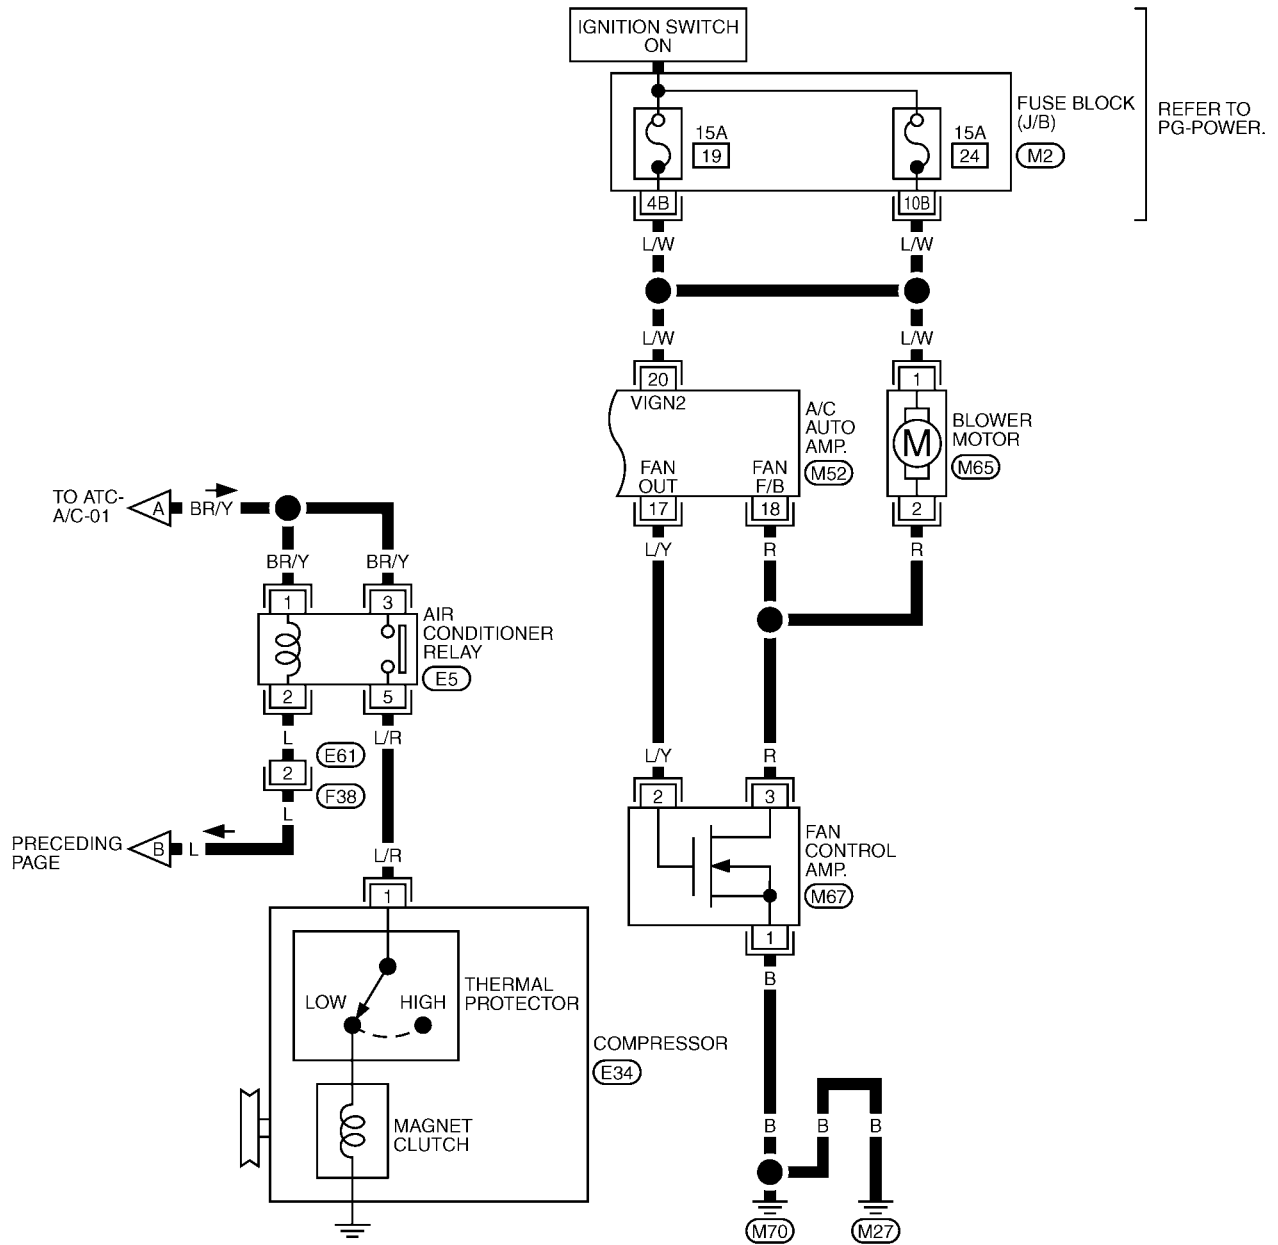 IGNITION SWITCH
ON
FUSE BLOCK
(J/B)
M2
REFER TO
PG-POWER.
15A
19
15A
24
4B
10B
L/W
L/W
L/W
L/W
20
1
VIGN2
A/C
AUTO
AMP.
M52
BLOWER
MOTOR
M65
M
FAN
OUT
FAN
F/B
17
18
2
TO ATC-
A/C-01
A
BR/Y
BR/Y
BR/Y
L/Y
R
R
1
3
AIR
CONDITIONER
RELAY
E5
2
5
L
L/R
E61
2
F38
L
L/Y
R
2
3
PRECEDING
PAGE
B
L
L/R
FAN
CONTROL
AMP.
M67
1
1
B
THERMAL
PROTECTOR
LOW
HIGH
COMPRESSOR
E34
MAGNET
CLUTCH
B
B
B
M70
M27